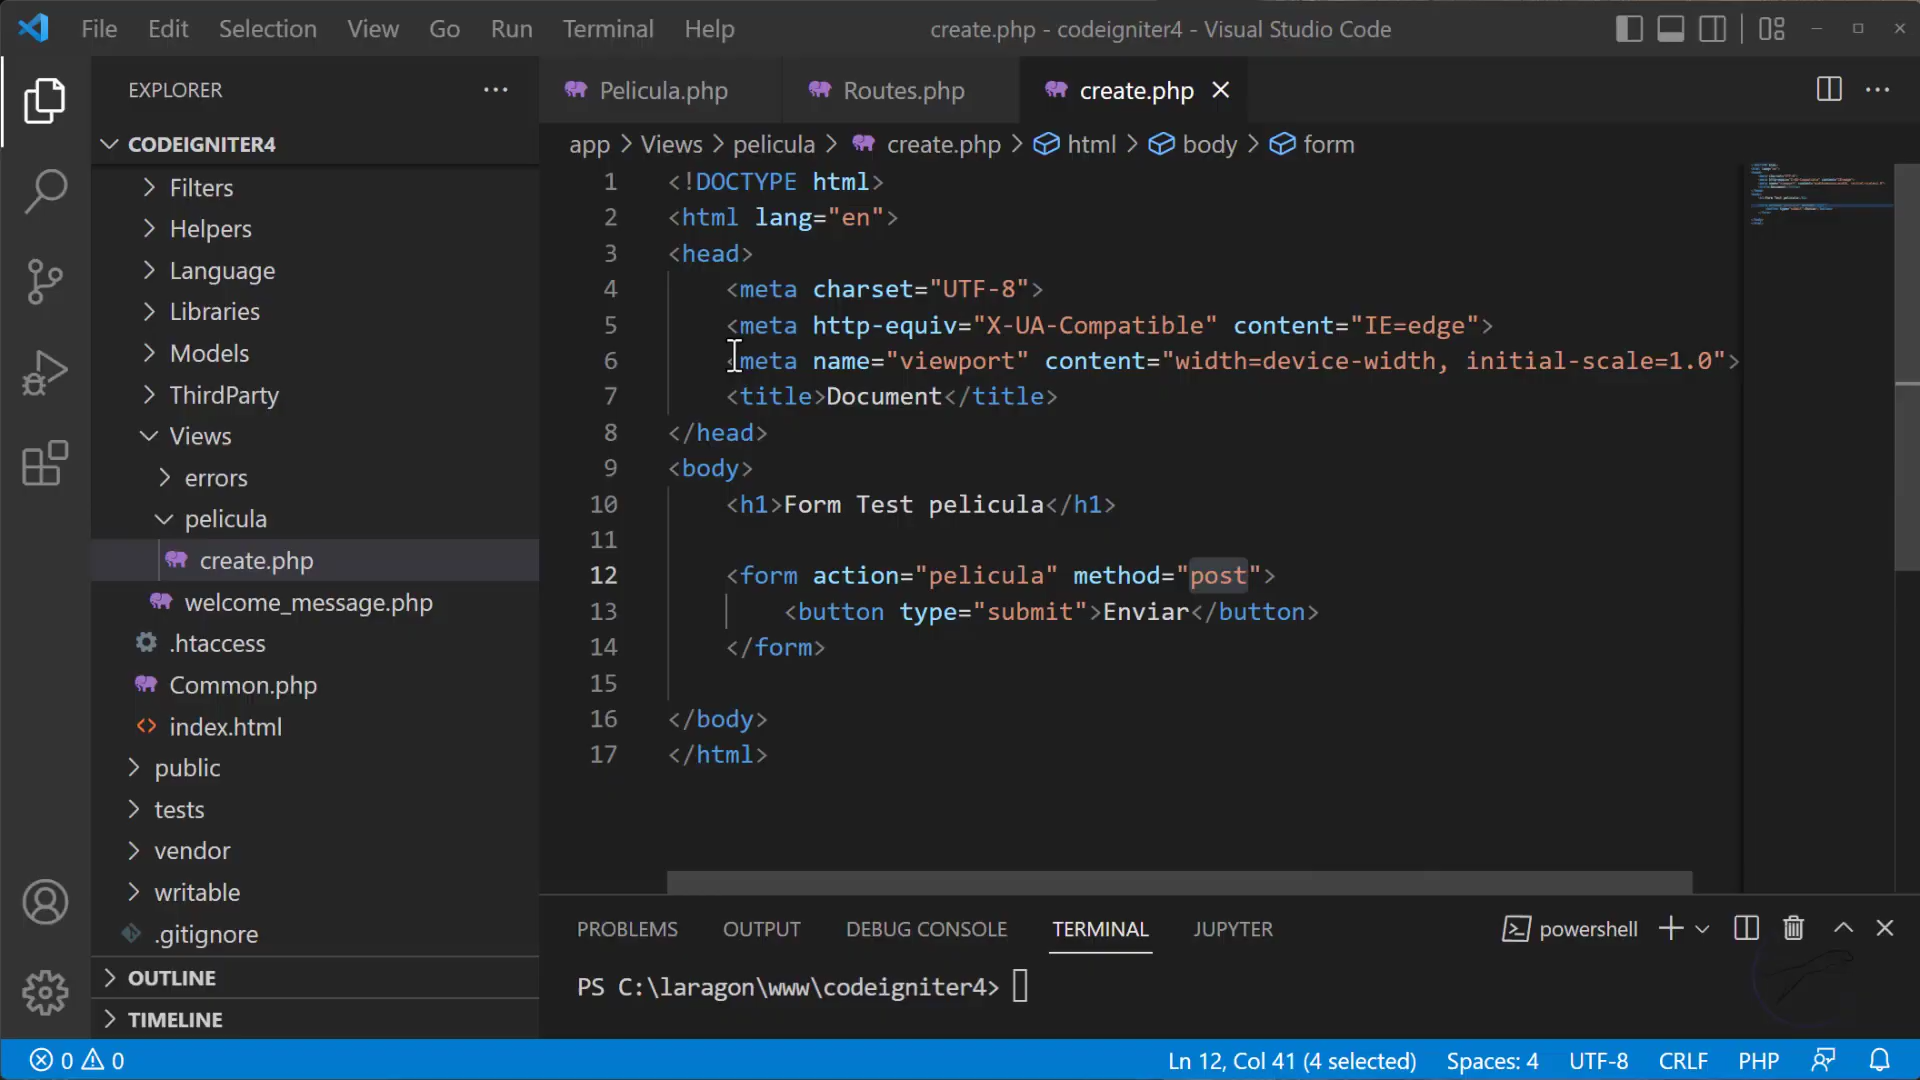 File Edit Selection View Go Run Terminal Help create.php - codeigniter4 - Visual Studio Code
EXPLORER
CODEIGNITER4
Filters
Helpers
Language
Libraries
Models
ThirdParty
Views
errors
pelicula
create.php
welcome_message.php
.htaccess
Common.php
index.html
public
tests
vendor
writable
.gitignore
OUTLINE
TIMELINE
Pelicula.php Routes.php create.php
app > Views > pelicula > create.php > html > body > form
1 <!DOCTYPE html>
2 <html lang="en">
3 <head>
4 <meta charset="UTF-8">
5 <meta http-equiv="X-UA-Compatible" content="IE=edge">
6 <meta name="viewport" content="width=device-width, initial-scale=1.0">
7 <title>Document</title>
8 </head>
9 <body>
10 <h1>Form Test pelicula</h1>
11
12 <form action="pelicula" method="post">
13 <button type="submit">Enviar</button>
14 </form>
15
16 </body>
17 </html>
PROBLEMS OUTPUT DEBUG CONSOLE TERMINAL JUPYTER powershell
PS C:\laragon\www\codeigniter4>
0 0 Ln 12, Col 41 (4 selected) Spaces: 4 UTF-8 CRLF PHP